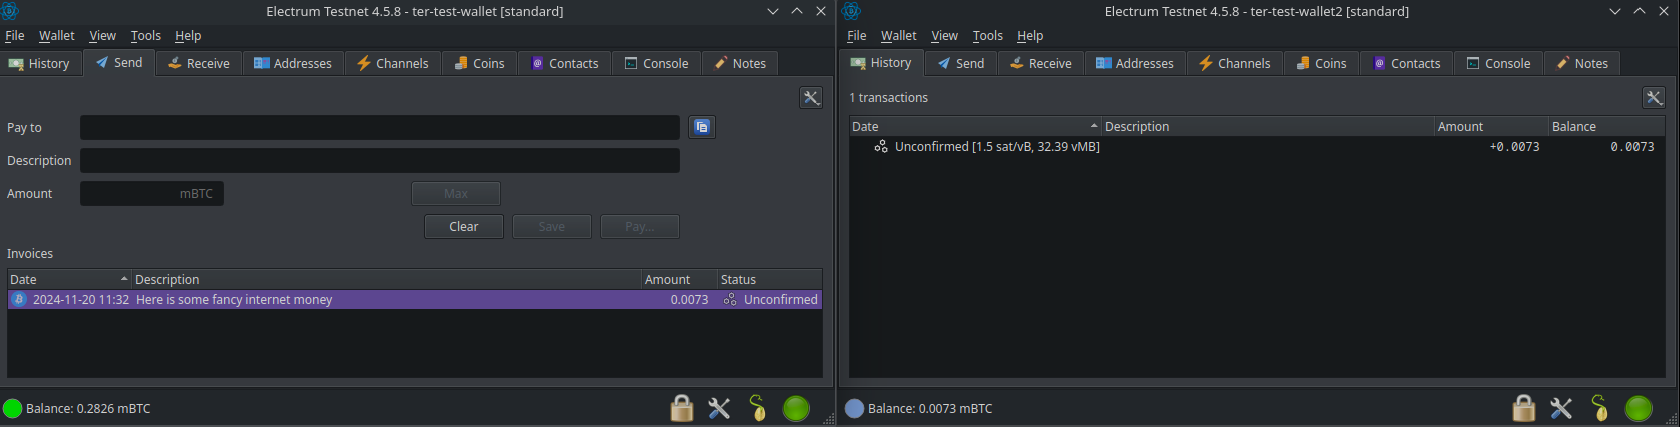 Electrum Testnet 4.5.8 - ter-test-wallet [standard]
File Wallet View Tools Help
History Send Receive Addresses Channels Coins Contacts Console Notes
Pay to
Description
Amount mBTC Max
Clear Save Pay...
Invoices
Date Description Amount Status
2024-11-20 11:32 Here is some fancy internet money 0.0073 Unconfirmed
Balance: 0.2826 mBTC
Electrum Testnet 4.5.8 - ter-test-wallet2 [standard]
File Wallet View Tools Help
History Send Receive Addresses Channels Coins Contacts Console Notes
1 transactions
Date Description Amount Balance
Unconfirmed [1.5 sat/vB, 32.39 vMB] +0.0073 0.0073
Balance: 0.0073 mBTC